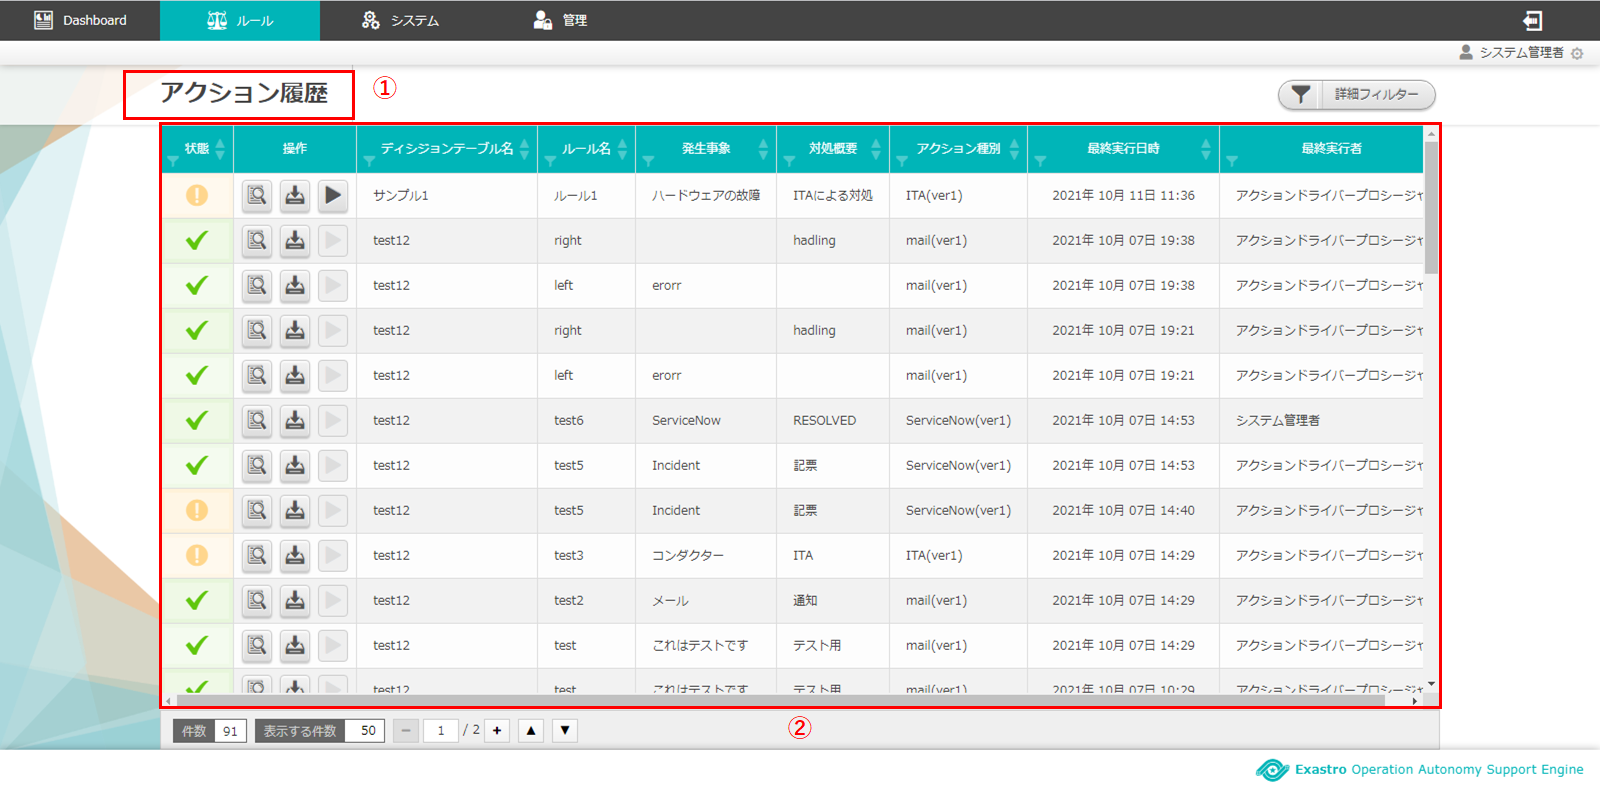 Dashboard ルール システム 管理
システム管理者
アクション履歴 ① 詳細フィルター
状態 操作 ディシジョンテーブル名 ルール名 発生事象 対処概要 アクション種別 最終実行日時 最終実行者
サンプル1 ルール1 ハードウェアの故障 ITAによる対処 ITA(ver1) 2021年 10月 11日 11:36 アクションドライバープロシージャ
test12 right hadling mail(ver1) 2021年 10月 07日 19:38 アクションドライバープロシージャ
test12 left erorr mail(ver1) 2021年 10月 07日 19:38 アクションドライバープロシージャ
test12 right hadling mail(ver1) 2021年 10月 07日 19:21 アクションドライバープロシージャ
test12 left erorr mail(ver1) 2021年 10月 07日 19:21 アクションドライバープロシージャ
test12 test6 ServiceNow RESOLVED ServiceNow(ver1) 2021年 10月 07日 14:53 システム管理者
test12 test5 Incident 記票 ServiceNow(ver1) 2021年 10月 07日 14:53 アクションドライバープロシージャ
test12 test5 Incident 記票 ServiceNow(ver1) 2021年 10月 07日 14:40 アクションドライバープロシージャ
test12 test3 コンダクター ITA ITA(ver1) 2021年 10月 07日 14:29 アクションドライバープロシージャ
test12 test2 メール 通知 mail(ver1) 2021年 10月 07日 14:29 アクションドライバープロシージャ
test12 test これはテストです テスト用 mail(ver1) 2021年 10月 07日 14:29 アクションドライバープロシージャ
test12 test これはテストです テスト用 mail(ver1) 2021年 10月 07日 10:29 アクションドライバープロシージャ
件数 91 表示する件数 50 − 1 / 2 + ▲ ▼ ②
Exastro Operation Autonomy Support Engine